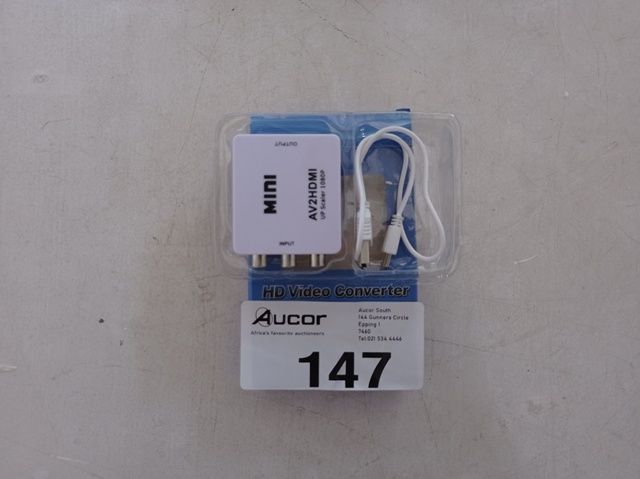 OUTPUT
MINI
AV2HDMI
UP Scaler 1080P
INPUT
HD Video Converter
Aucor
Africa's favourite auctioneers
Aucor South
144 Gunners Circle
Epping 1
7460
Tel:021 534 4446
147